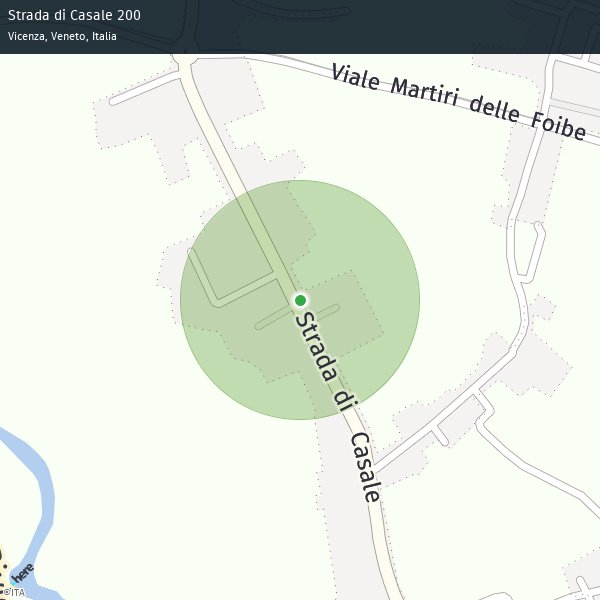 Strada di Casale 200
Vicenza, Veneto, Italia
Viale Martiri delle Foibe
Strada di Casale
here
©ITA